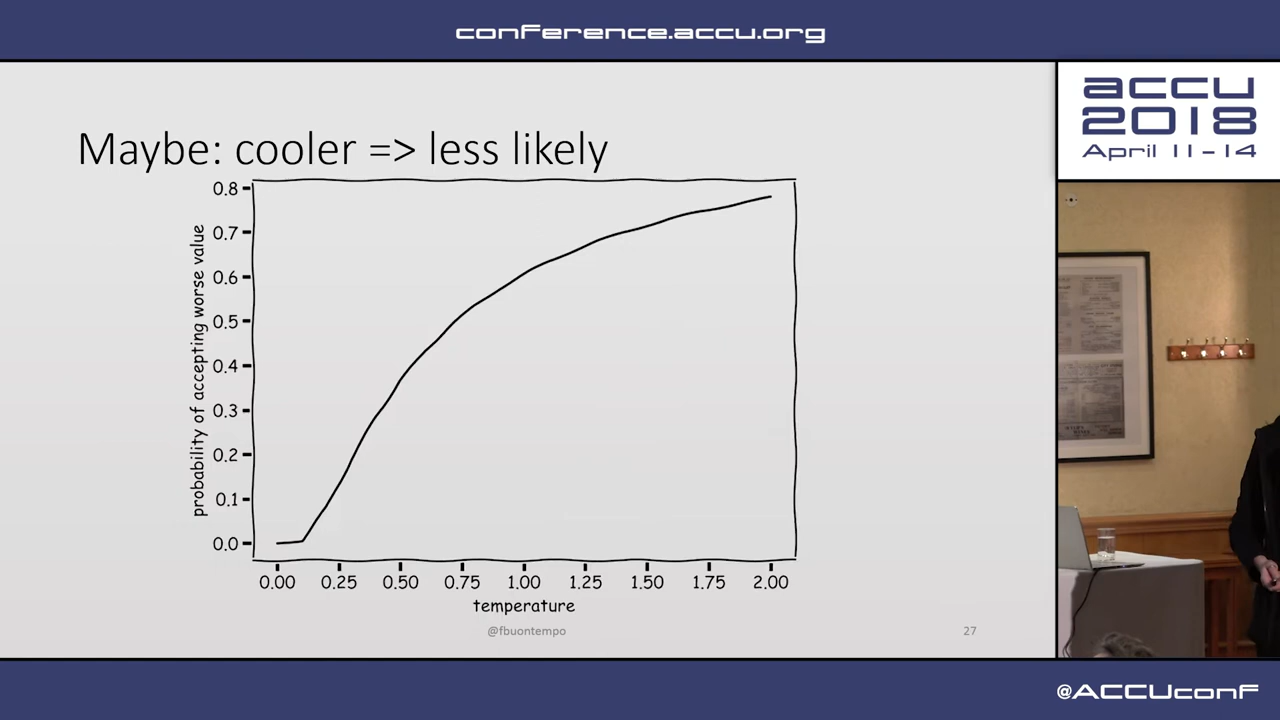 conference.accu.org
accu
2018
April 11-14
Maybe: cooler => less likely
probability of accepting worse value
0.8
0.7
0.6
0.5
0.4
0.3
0.2
0.1
0.0
0.00 0.25 0.50 0.75 1.00 1.25 1.50 1.75 2.00
temperature
@fbuontempo
27
@ACCUconf